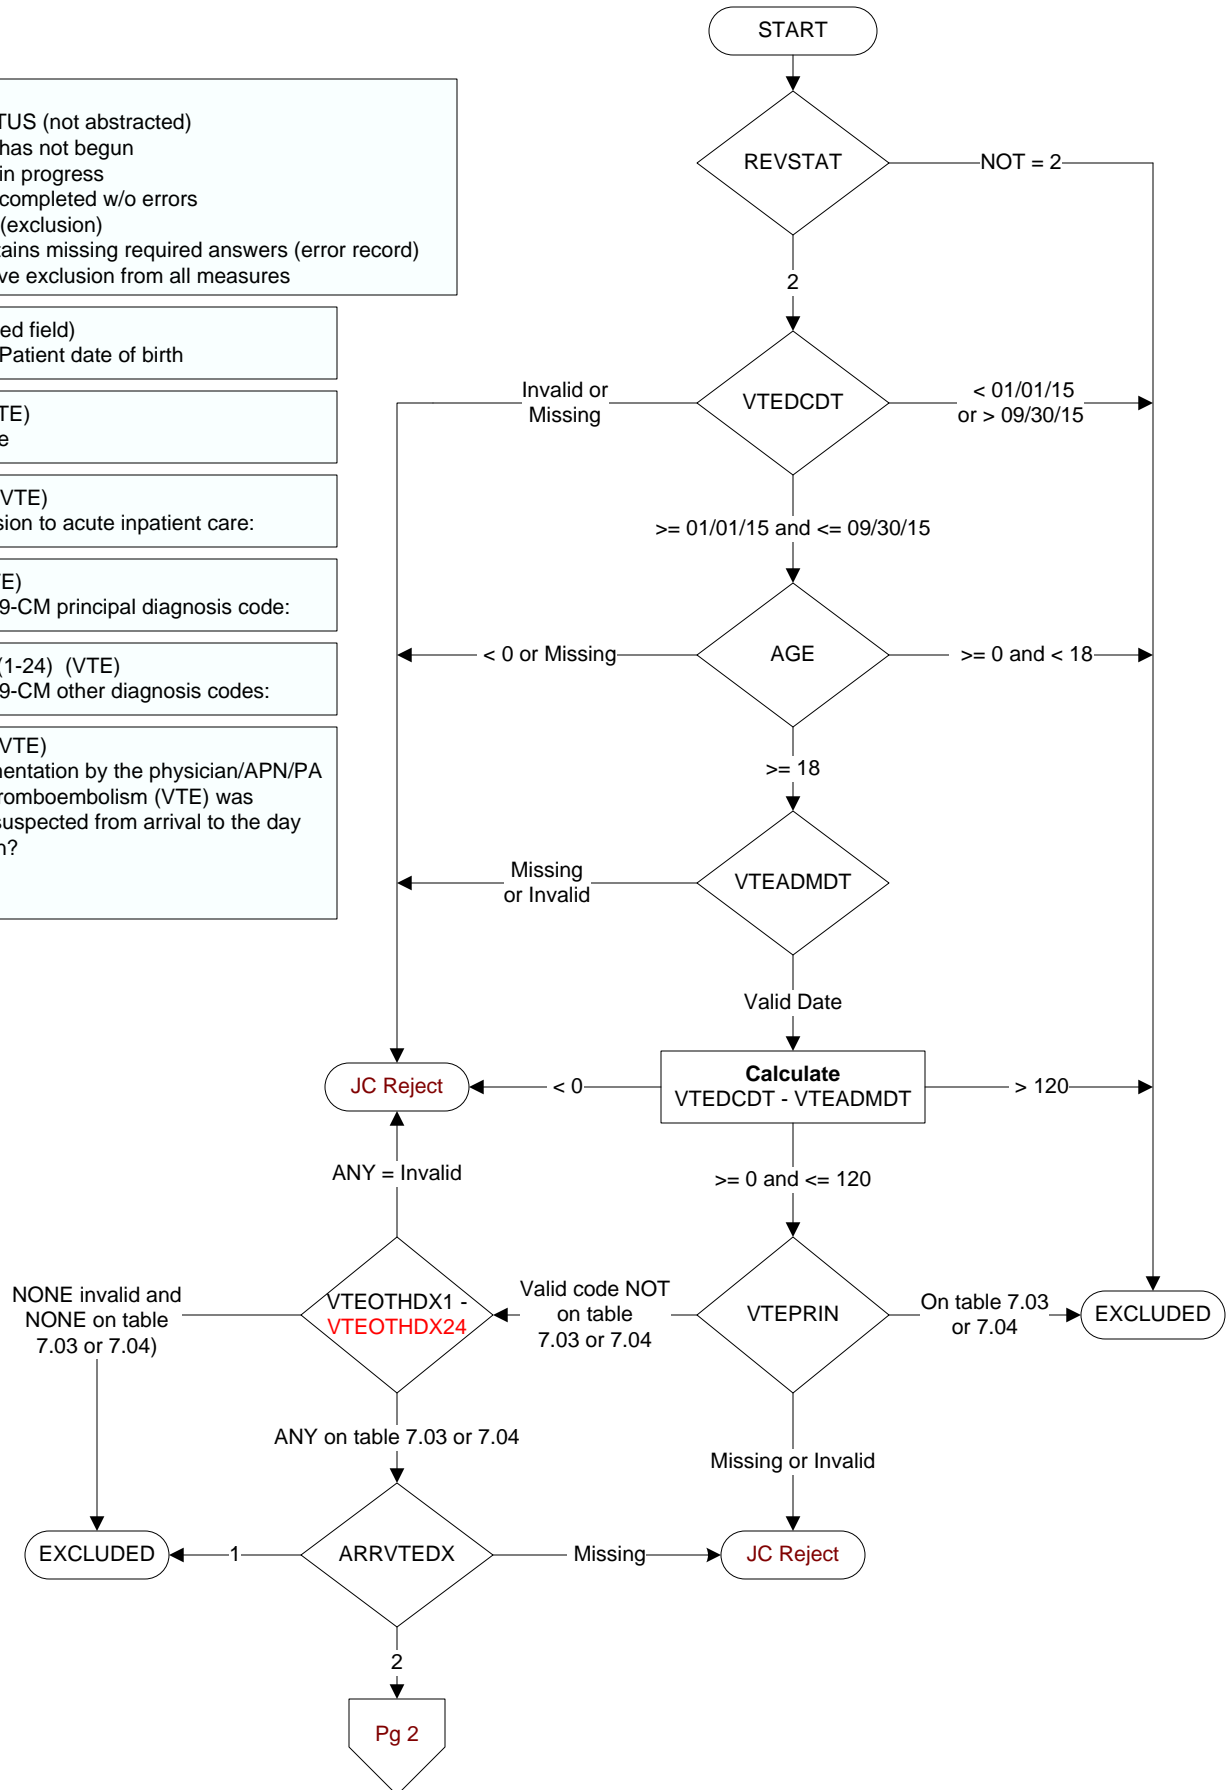 START
TUS (not abstracted)
has not begun
in progress
completed w/o errors
(exclusion)
tains missing required answers (error record)
ve exclusion from all measures
REVSTAT
NOT = 2
2
ed field)
Patient date of birth
TE)
e
VTE)
sion to acute inpatient care:
TE)
9-CM principal diagnosis code:
(1-24) (VTE)
9-CM other diagnosis codes:
VTE)
mentation by the physician/APN/PA
romboembolism (VTE) was
suspected from arrival to the day
n?
Invalid or
Missing
VTEDCDT
< 01/01/15
or > 09/30/15
>= 01/01/15 and <= 09/30/15
< 0 or Missing
AGE
>= 0 and < 18
>= 18
Missing
or Invalid
VTEADMDT
Valid Date
JC Reject
< 0
Calculate
VTEDCDT - VTEADMDT
> 120
ANY = Invalid
>= 0 and <= 120
NONE invalid and
NONE on table
7.03 or 7.04)
VTEOTHDX1 -
VTEOTHDX24
Valid code NOT
on table
7.03 or 7.04
VTEPRIN
On table 7.03
or 7.04
EXCLUDED
ANY on table 7.03 or 7.04
Missing or Invalid
EXCLUDED
1
ARRVTEDX
Missing
JC Reject
2
Pg 2